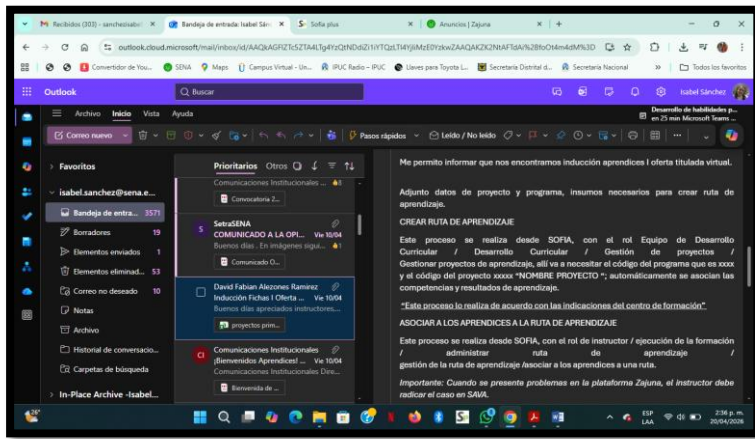 Recibidos (303) - sanchezisabel
Bandeja de entrada: Isabel Sánc
Sofia plus
Anuncios | Zajuna
outlook.cloud.microsoft/mail/inbox/id/
Convertidor de You...
SENA
Maps
Campus Virtual - Un...
IPUC Radio – IPUC
Llaves para Toyota L...
Secretaría Distrital d...
Secretaría Nacional
Todos los favoritos
Outlook
Buscar
Isabel Sánchez
Archivo
Inicio
Vista
Ayuda
Desarrollo de habilidades p...
en 25 min Microsoft Teams ...
Correo nuevo
Pasos rápidos
Leído / No leído
Favoritos
isabel.sanchez@sena.e...
Bandeja de entra... 3571
Borradores 19
Elementos enviados 1
Elementos eliminad... 53
Correo no deseado 10
Notas
Archivo
Historial de conversacio...
Carpetas de búsqueda
In-Place Archive -Isabel...
Prioritarios Otros
Comunicaciones Institucionales ...
Convocatoria 2...
S
SetraSENA
COMUNICADO A LA OPI... Vie 10/04
Buenos días . En imágenes sigui...
Comunicado O...
David Fabian Alezones Ramirez
Inducción Fichas I Oferta ... Vie 10/04
Buenos días apreciados instructores,...
proyectos prim...
CI
Comunicaciones Institucionales
¡Bienvenidos Aprendices! ... Vie 10/04
Comunicaciones Institucionales Dire...
Bienvenida de ...
Me permito informar que nos encontramos inducción aprendices I oferta titulada virtual.
Adjunto datos de proyecto y programa, insumos necesarios para crear ruta de
aprendizaje.
CREAR RUTA DE APRENDIZAJE
Este proceso se realiza desde SOFIA, con el rol Equipo de Desarrollo
Curricular / Desarrollo Curricular / Gestión de proyectos /
Gestionar proyectos de aprendizaje, allí va a necesitar el código del programa que es xxxx
y el código del proyecto xxxxx “NOMBRE PROYECTO “; automáticamente se asocian las
competencias y resultados de aprendizaje.
“Este proceso lo realiza de acuerdo con las indicaciones del centro de formación”
ASOCIAR A LOS APRENDICES A LA RUTA DE APRENDIZAJE
Este proceso se realiza desde SOFIA, con el rol de instructor / ejecución de la formación
/ administrar ruta de aprendizaje /
gestión de la ruta de aprendizaje /asociar a los aprendices a una ruta.
Importante: Cuando se presente problemas en la plataforma Zajuna, el Instructor debe
radicar el caso en SAVA.
26°
ESP
LAA
2:36 p. m.
20/04/2026